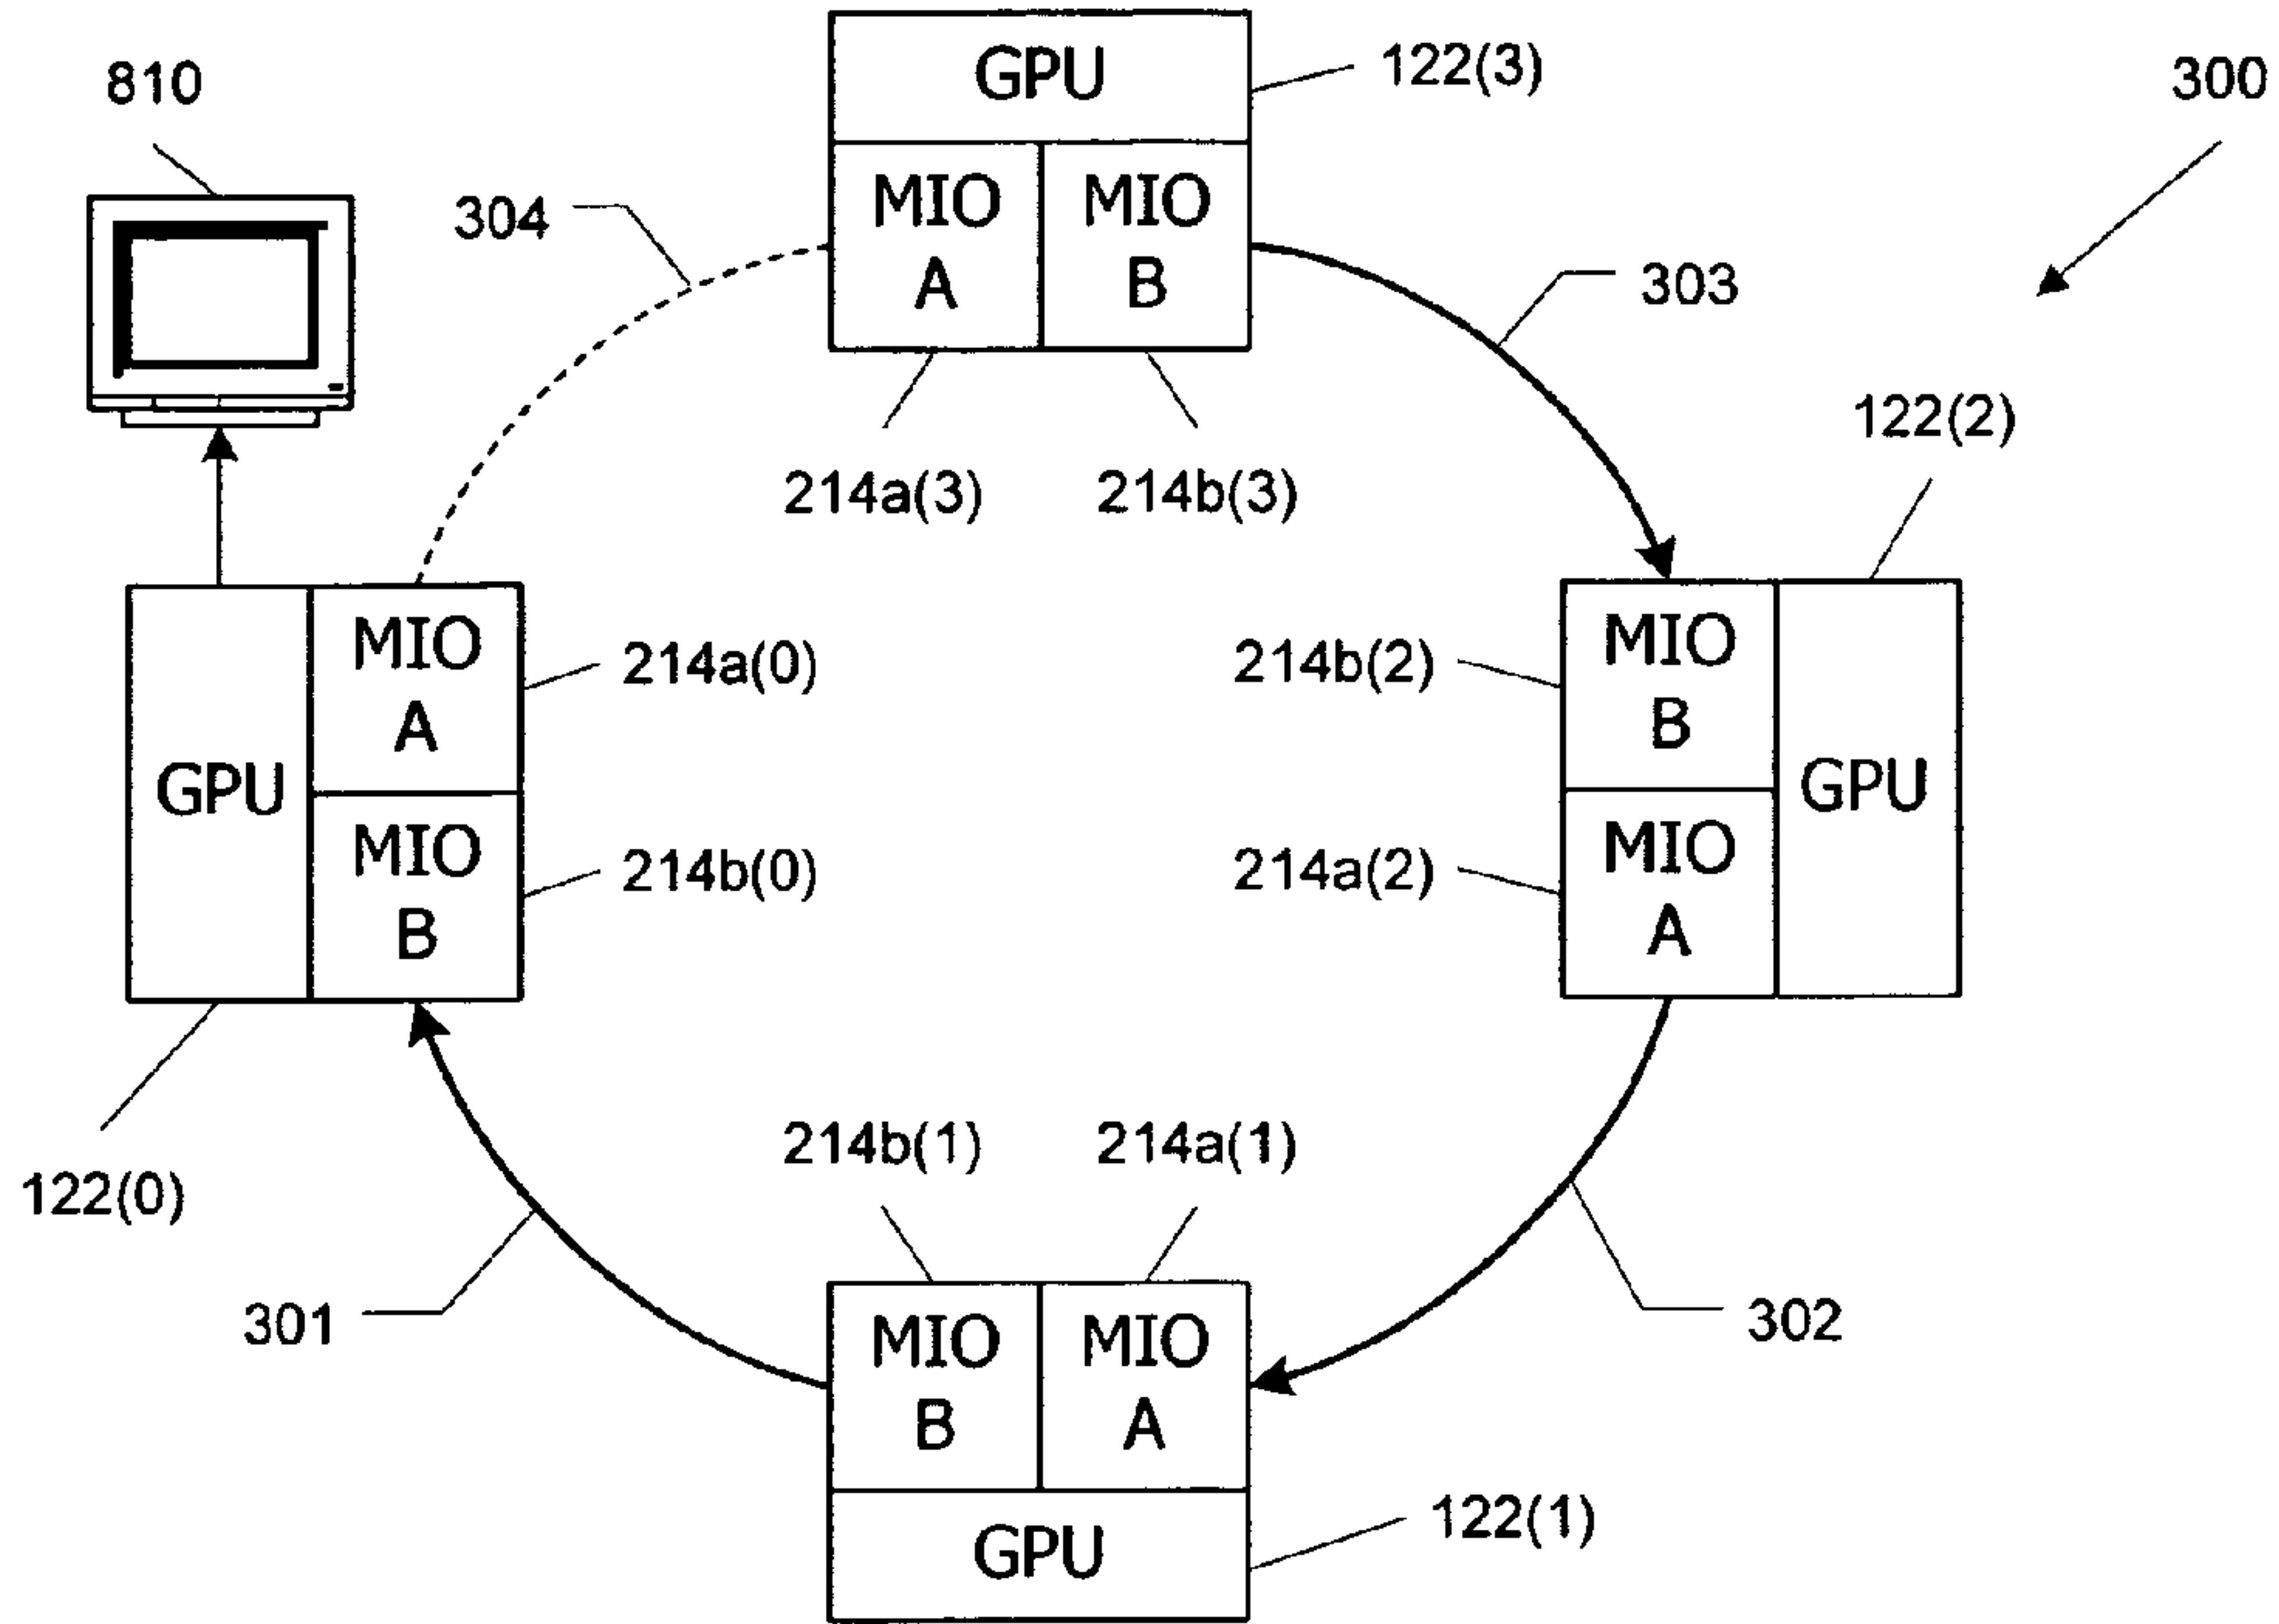 GPU
122(3)
810
300
MIO
A
MIO
B
304
303
122(2)
214a(3)
214b(3)
GPU
MIO
A
MIO
B
214a(0)
214b(0)
214b(2)
214a(2)
MIO
B
MIO
A
GPU
122(0)
214b(1)
214a(1)
301
302
MIO
B
MIO
A
GPU
122(1)